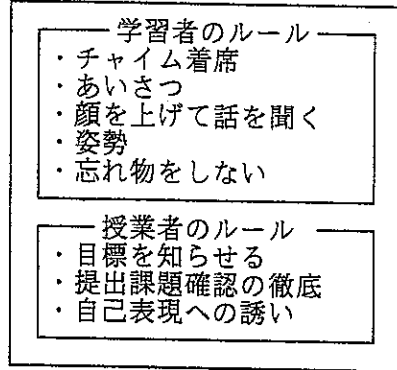 学習者のルール
・チャイム着席
・あいさつ
・顔を上げて話を聞く
・姿勢
・忘れ物をしない
授業者のルール
・目標を知らせる
・提出課題確認の徹底
・自己表現への誘い